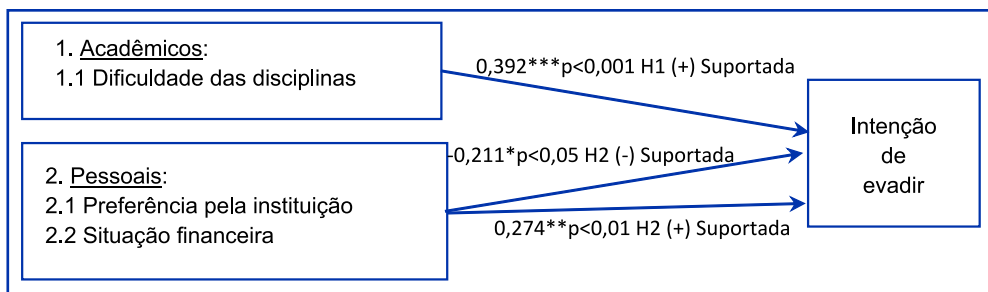 1. Acadêmicos:
1.1 Dificuldade das disciplinas
0,392***p<0,001 H1 (+) Suportada
Intenção
de
evadir
-0,211*p<0,05 H2 (-) Suportada
2. Pessoais:
2.1 Preferência pela instituição
2.2 Situação financeira
0,274**p<0,01 H2 (+) Suportada